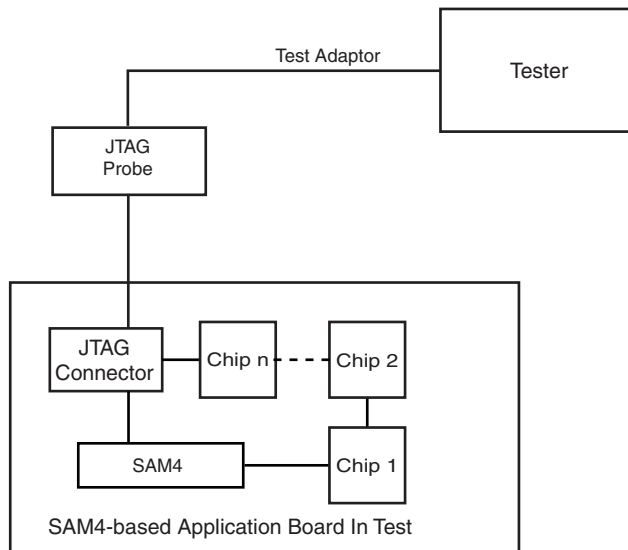 Test Adaptor
Tester
JTAG
Probe
JTAG
Connector
Chip n
Chip 2
SAM4
Chip 1
SAM4-based Application Board In Test